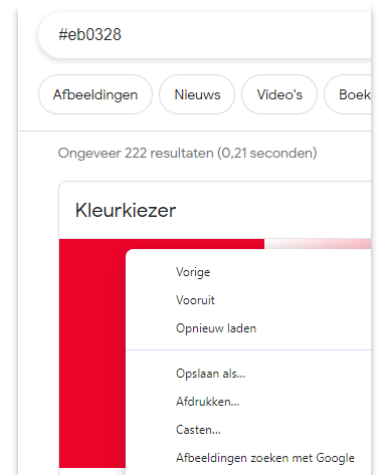 #eb0328
Afbeeldingen Nieuws Video's Boek
Ongeveer 222 resultaten (0,21 seconden)
Kleurkiezer
Vorige
Vooruit
Opnieuw laden
Opslaan als...
Afdrukken...
Casten...
Afbeeldingen zoeken met Google